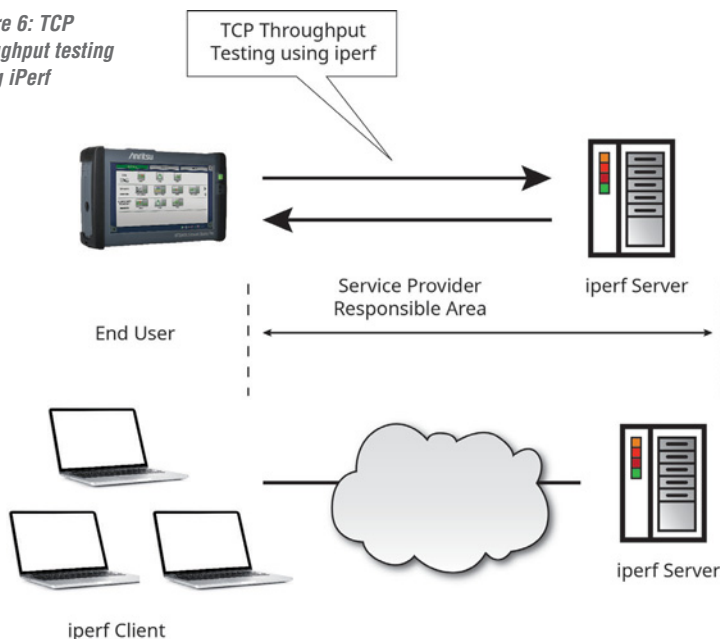 re 6: TCP
ghput testing
iPerf
TCP Throughput
Testing using iperf
Anritsu
Service Provider
Responsible Area
iperf Server
End User
iperf Server
iperf Client